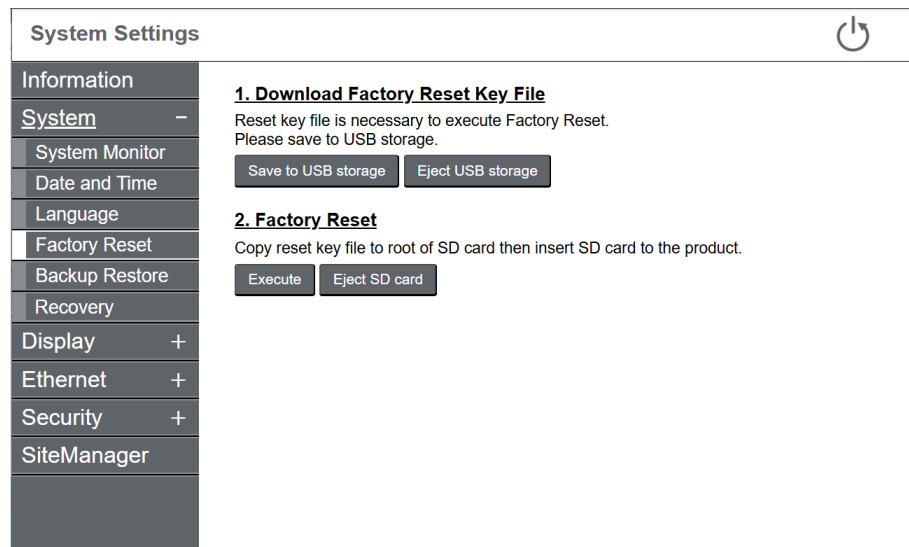 System Settings
Information
System −
System Monitor
Date and Time
Language
Factory Reset
Backup Restore
Recovery
Display +
Ethernet +
Security +
SiteManager
1. Download Factory Reset Key File
Reset key file is necessary to execute Factory Reset.
Please save to USB storage.
Save to USB storage Eject USB storage
2. Factory Reset
Copy reset key file to root of SD card then insert SD card to the product.
Execute Eject SD card